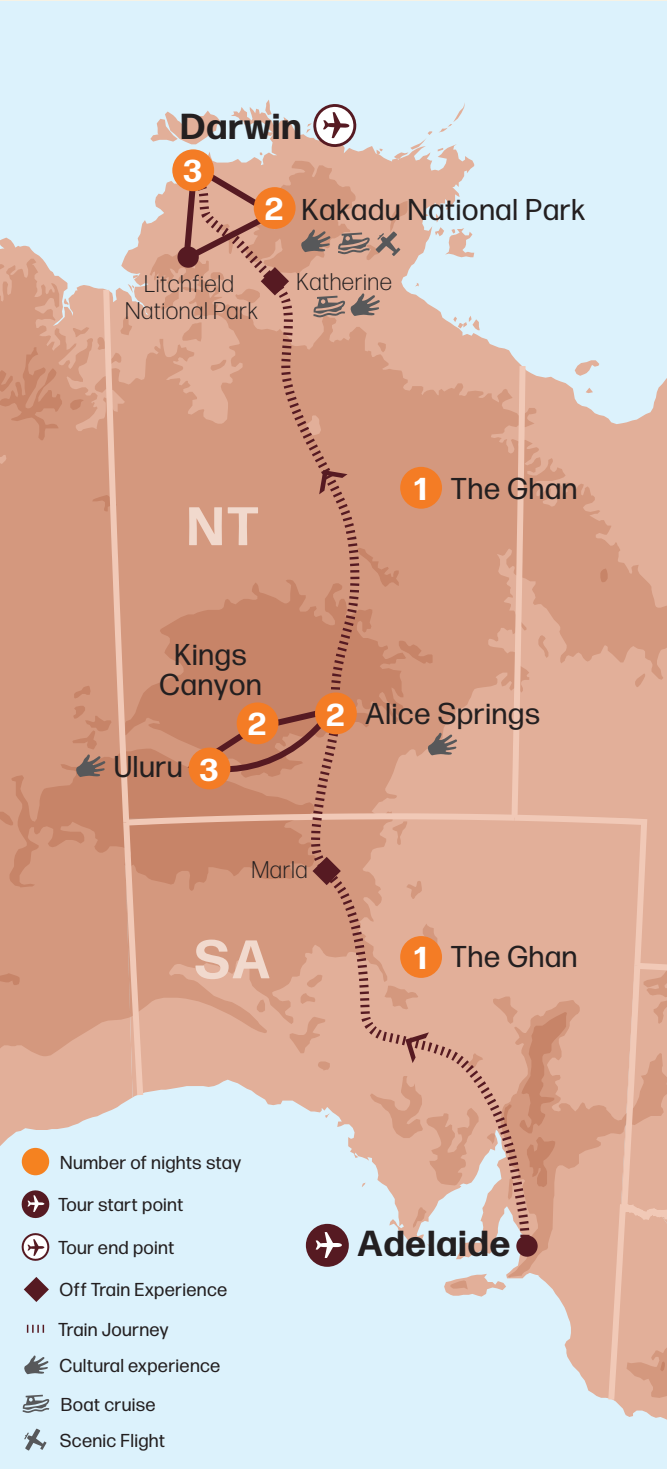 Darwin
3
2 Kakadu National Park
Litchfield
National Park
Katherine
1 The Ghan
NT
Kings
Canyon
2
2 Alice Springs
Uluru 3
Marla
SA
1 The Ghan
Adelaide
Number of nights stay
Tour start point
Tour end point
Off Train Experience
Train Journey
Cultural experience
Boat cruise
Scenic Flight